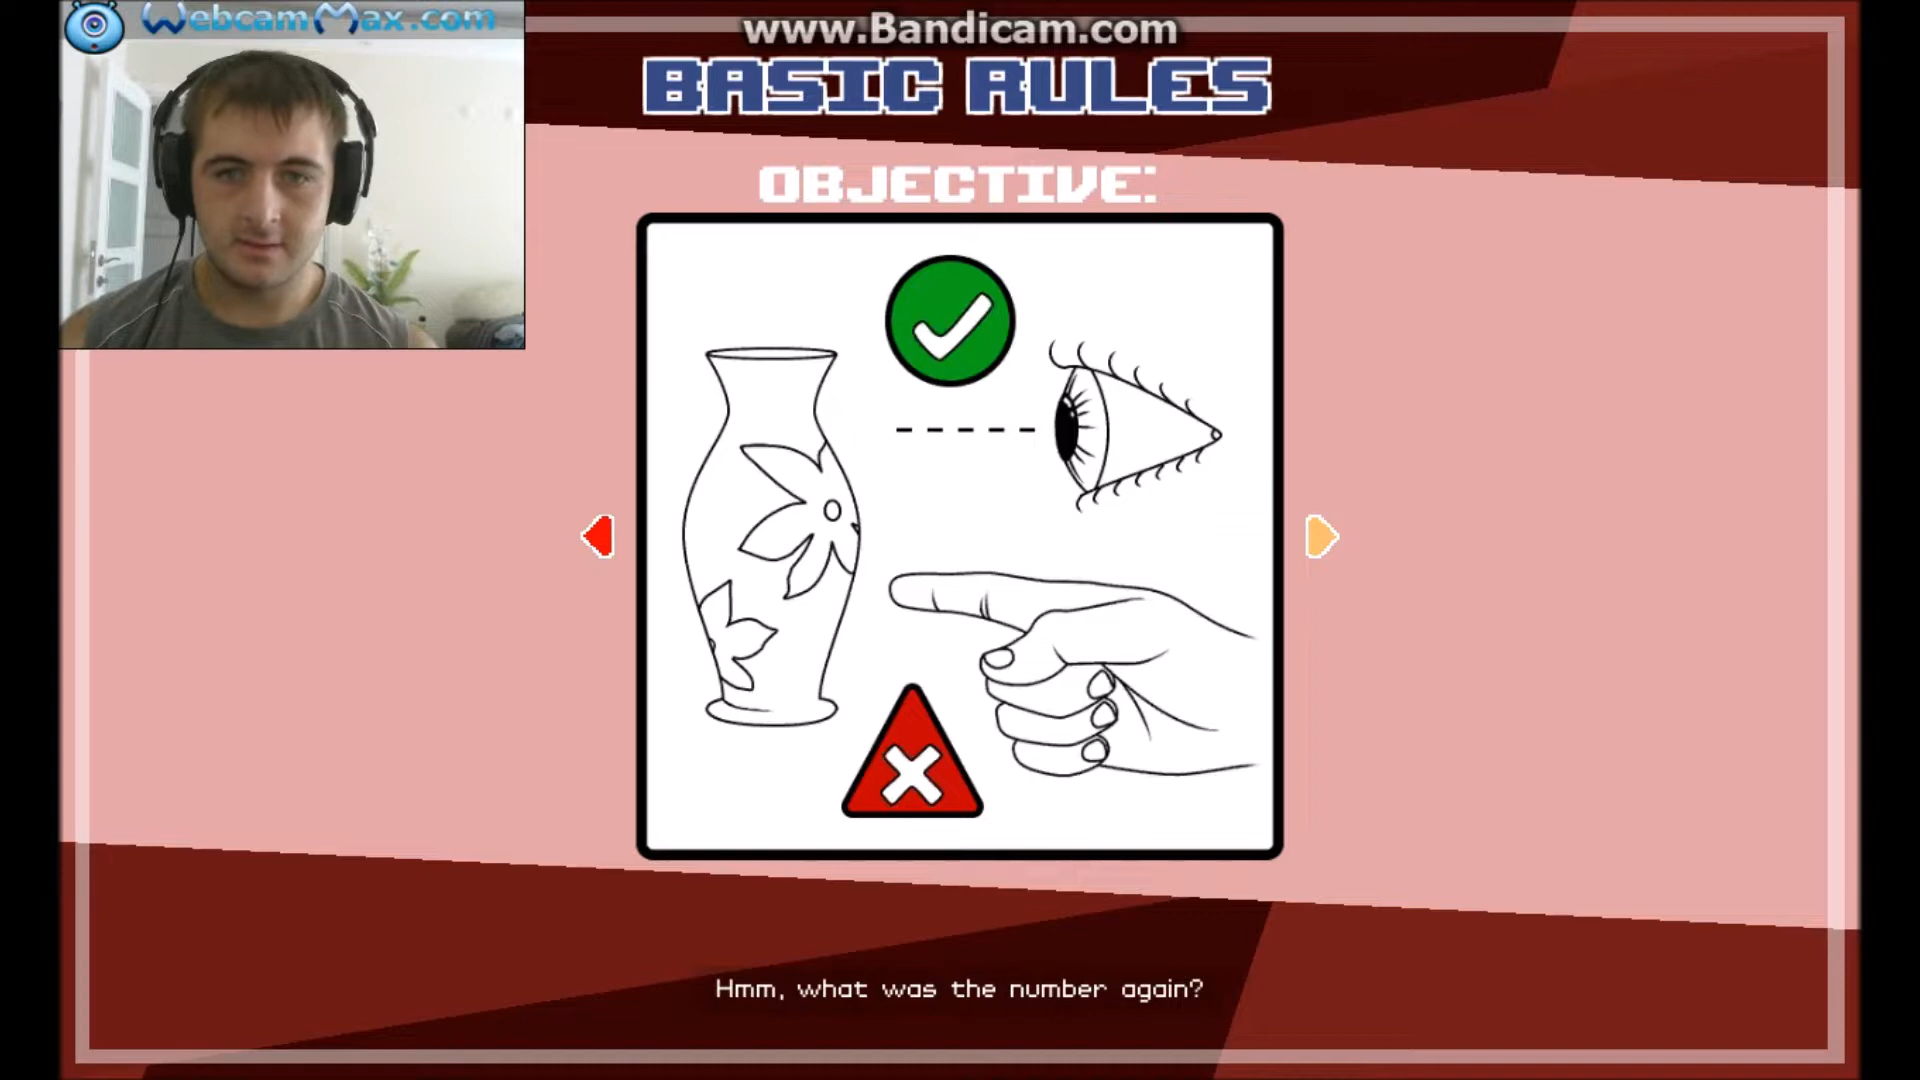 WebcamMax.com
www.Bandicam.com
BASIC RULES
OBJECTIVE:
Hmm, what was the number again?